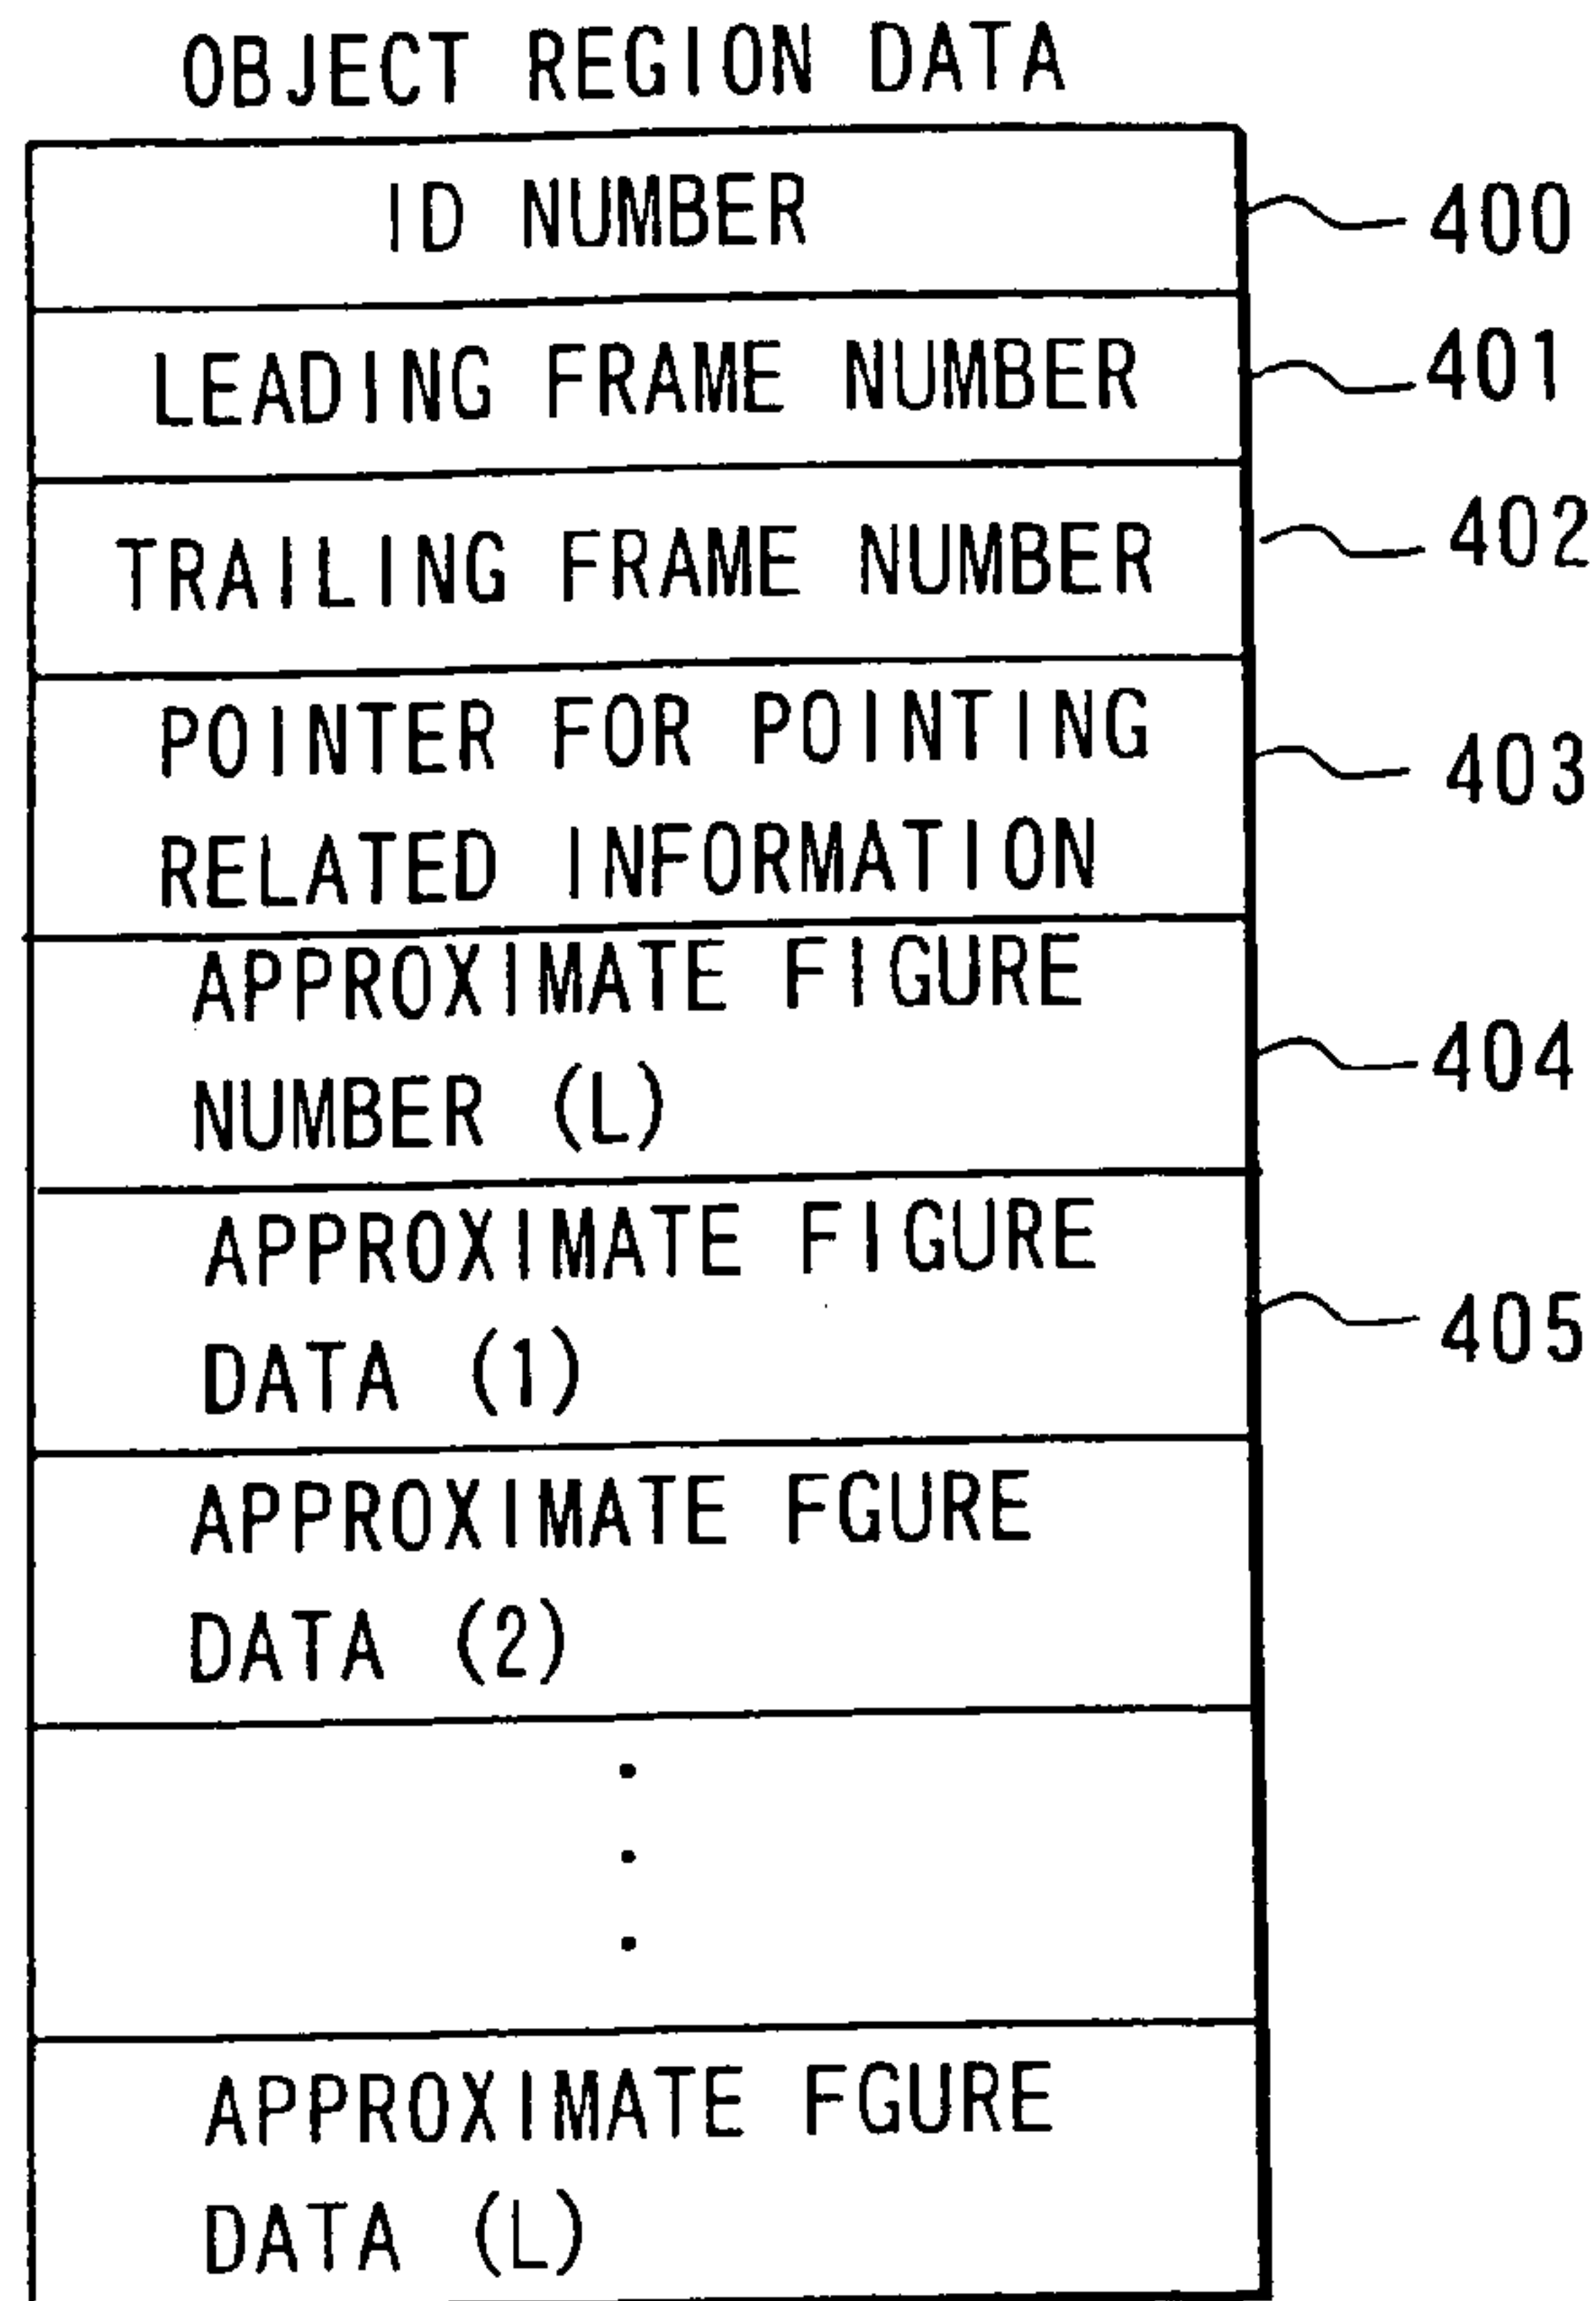 OBJECT REGION DATA
ID NUMBER
400
LEADING FRAME NUMBER
401
TRAILING FRAME NUMBER
402
POINTER FOR POINTING
RELATED INFORMATION
403
APPROXIMATE FIGURE
NUMBER (L)
404
APPROXIMATE FIGURE
DATA (1)
405
APPROXIMATE FGURE
DATA (2)
APPROXIMATE FGURE
DATA (L)